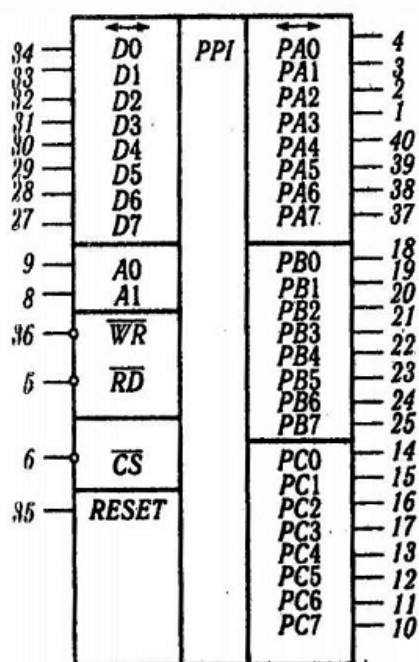 34 D0 PPI PA0 4
33 D1 PA1 3
32 D2 PA2 2
31 D3 PA3 1
30 D4 PA4 40
29 D5 PA5 39
28 D6 PA6 38
27 D7 PA7 37
9 A0 PB0 18
8 A1 PB1 19
36 WR PB2 20
5 RD PB3 21
PB4 22
PB5 23
PB6 24
PB7 25
6 CS PC0 14
35 RESET PC1 15
PC2 16
PC3 17
PC4 13
PC5 12
PC6 11
PC7 10